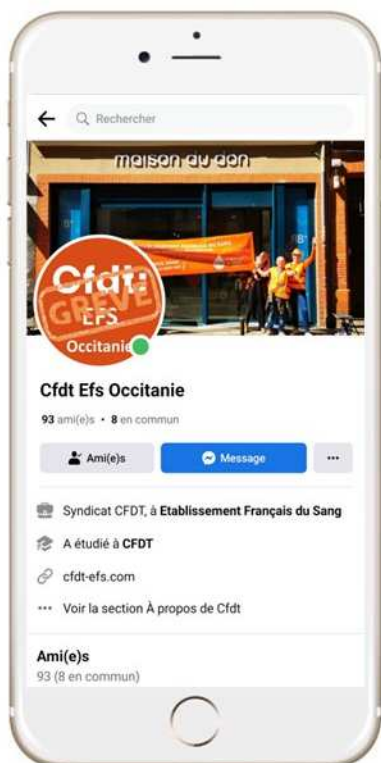 Rechercher
maison du don
Cfdt:
GRÈVE
EFS
Occitanie
Cfdt Efs Occitanie
93 ami(e)s • 8 en commun
Ami(e)s
Message
Syndicat CFDT, à Etablissement Français du Sang
A étudié à CFDT
cfdt-efs.com
Voir la section À propos de Cfdt
Ami(e)s
93 (8 en commun)